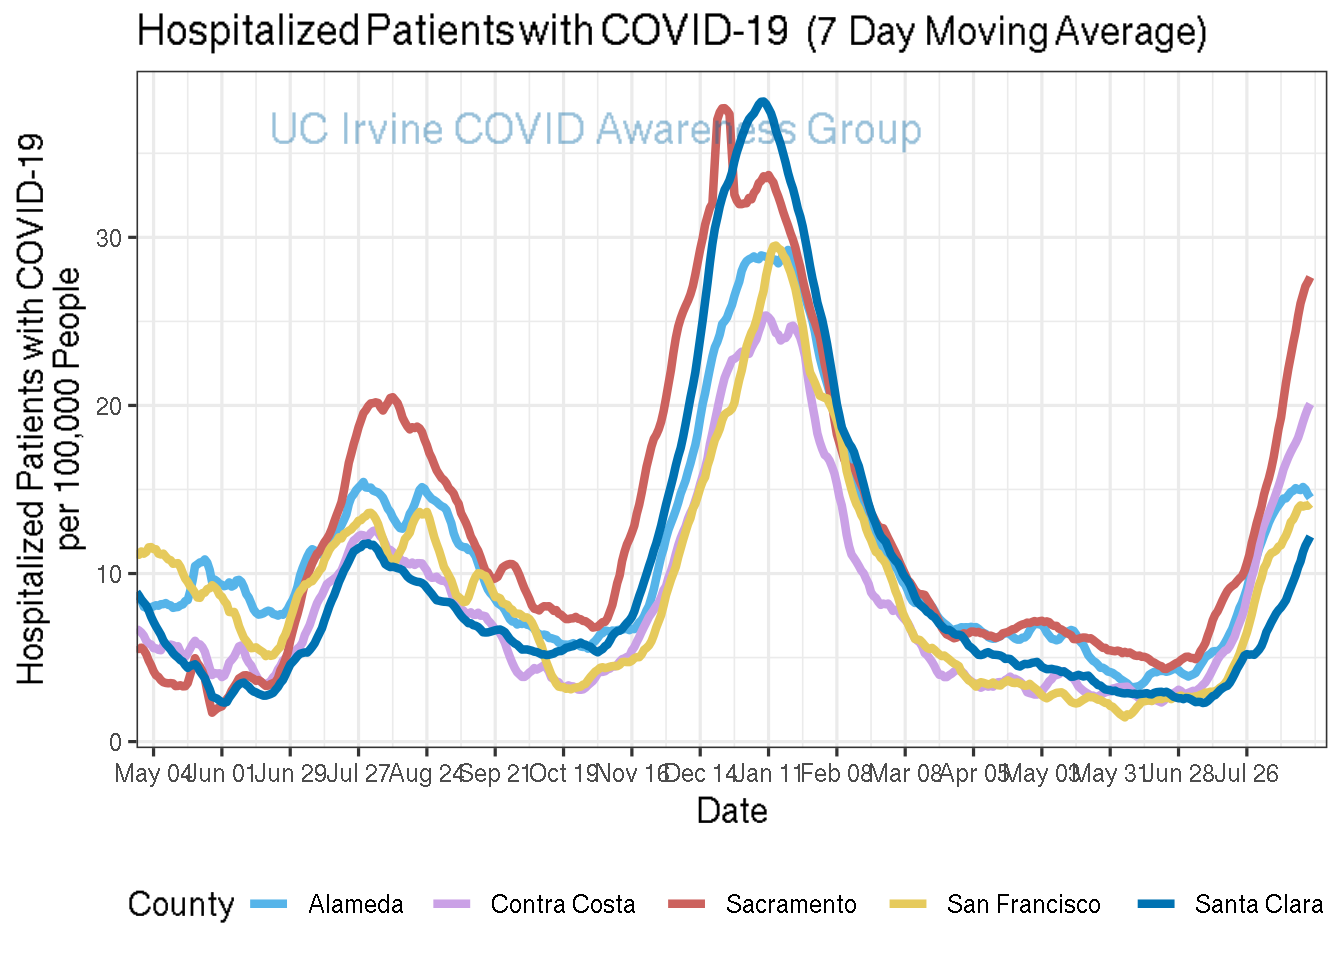 Hospitalized Patients with COVID-19 (7 Day Moving Average)
UC Irvine COVID Awareness Group
Hospitalized Patients with COVID-19
per 100,000 People
30
20
10
0
May 04 Jun 01 Jun 29 Jul 27 Aug 24 Sep 21 Oct 19 Nov 16 Dec 14 Jan 11 Feb 08 Mar 08 Apr 05 May 03 May 31 Jun 28 Jul 26
Date
County Alameda Contra Costa Sacramento San Francisco Santa Clara